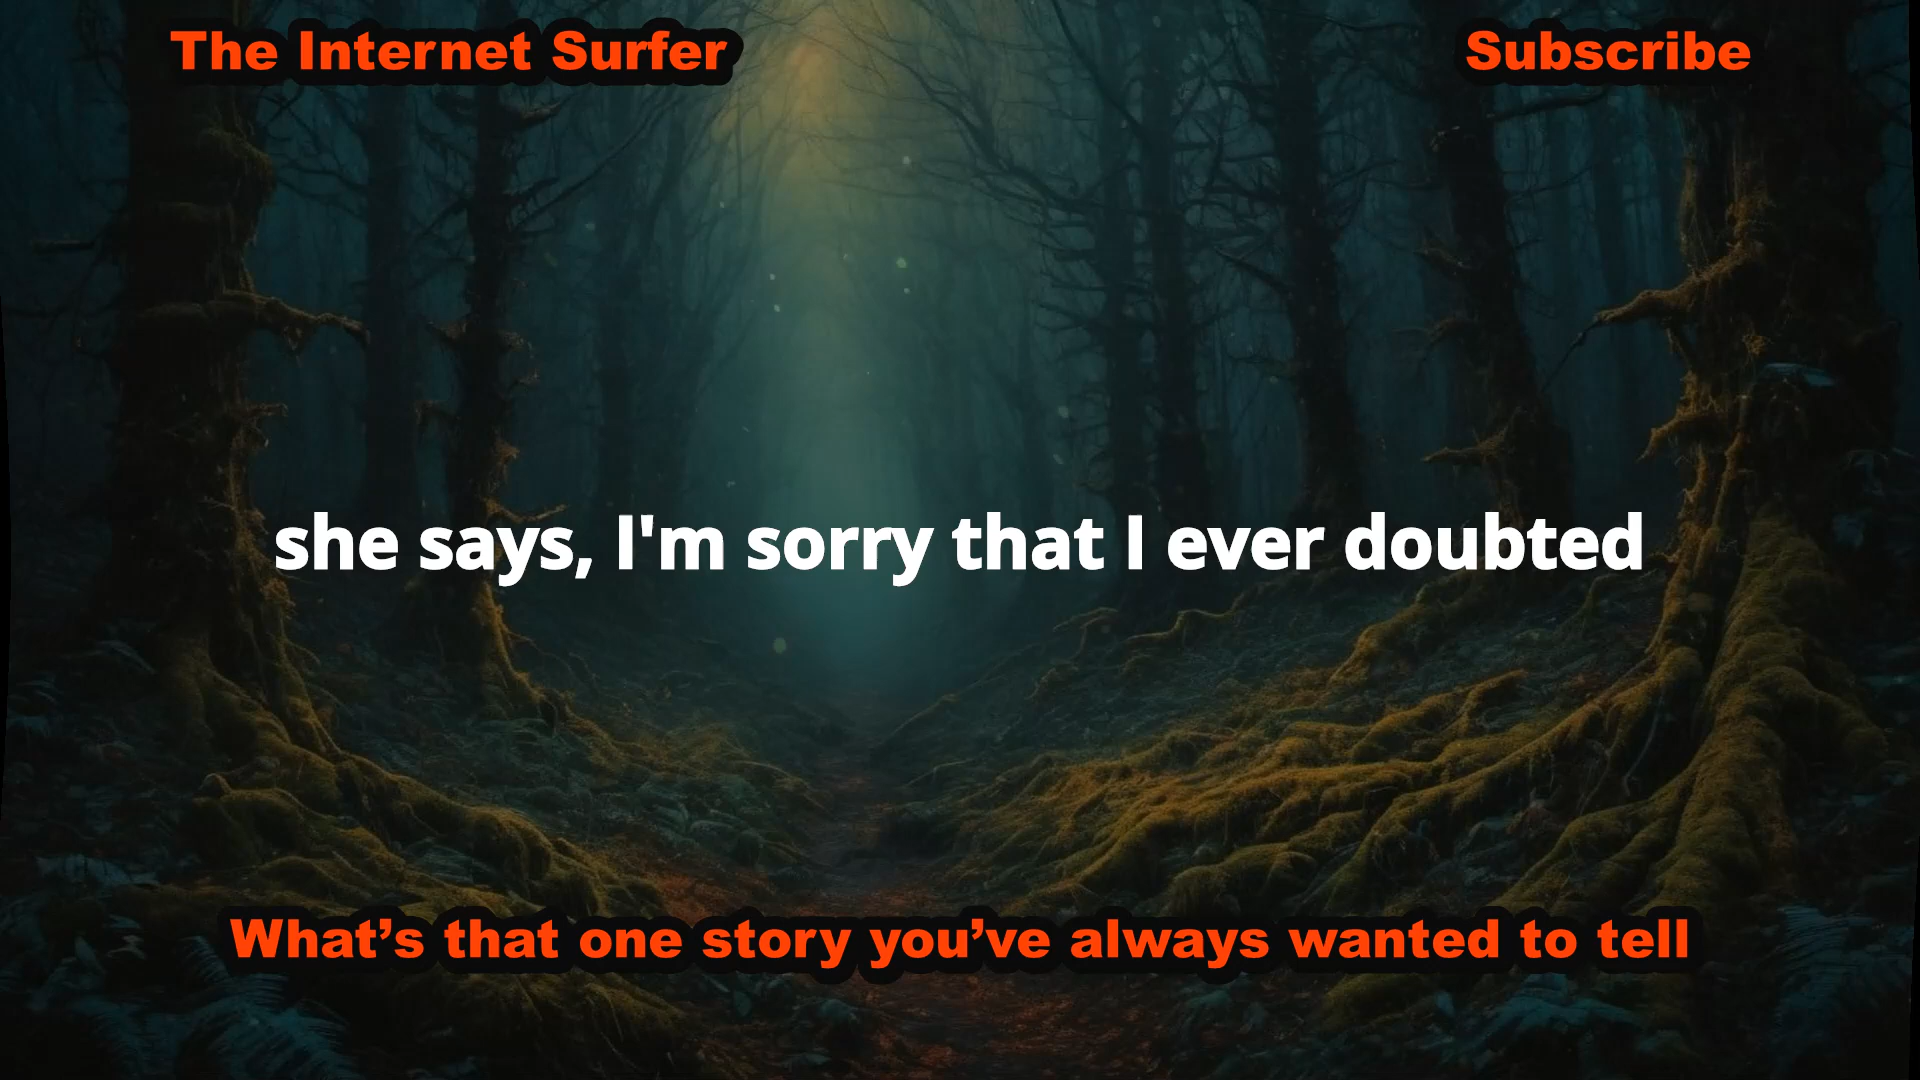 The Internet Surfer
Subscribe
she says, I'm sorry that I ever doubted
What’s that one story you’ve always wanted to tell